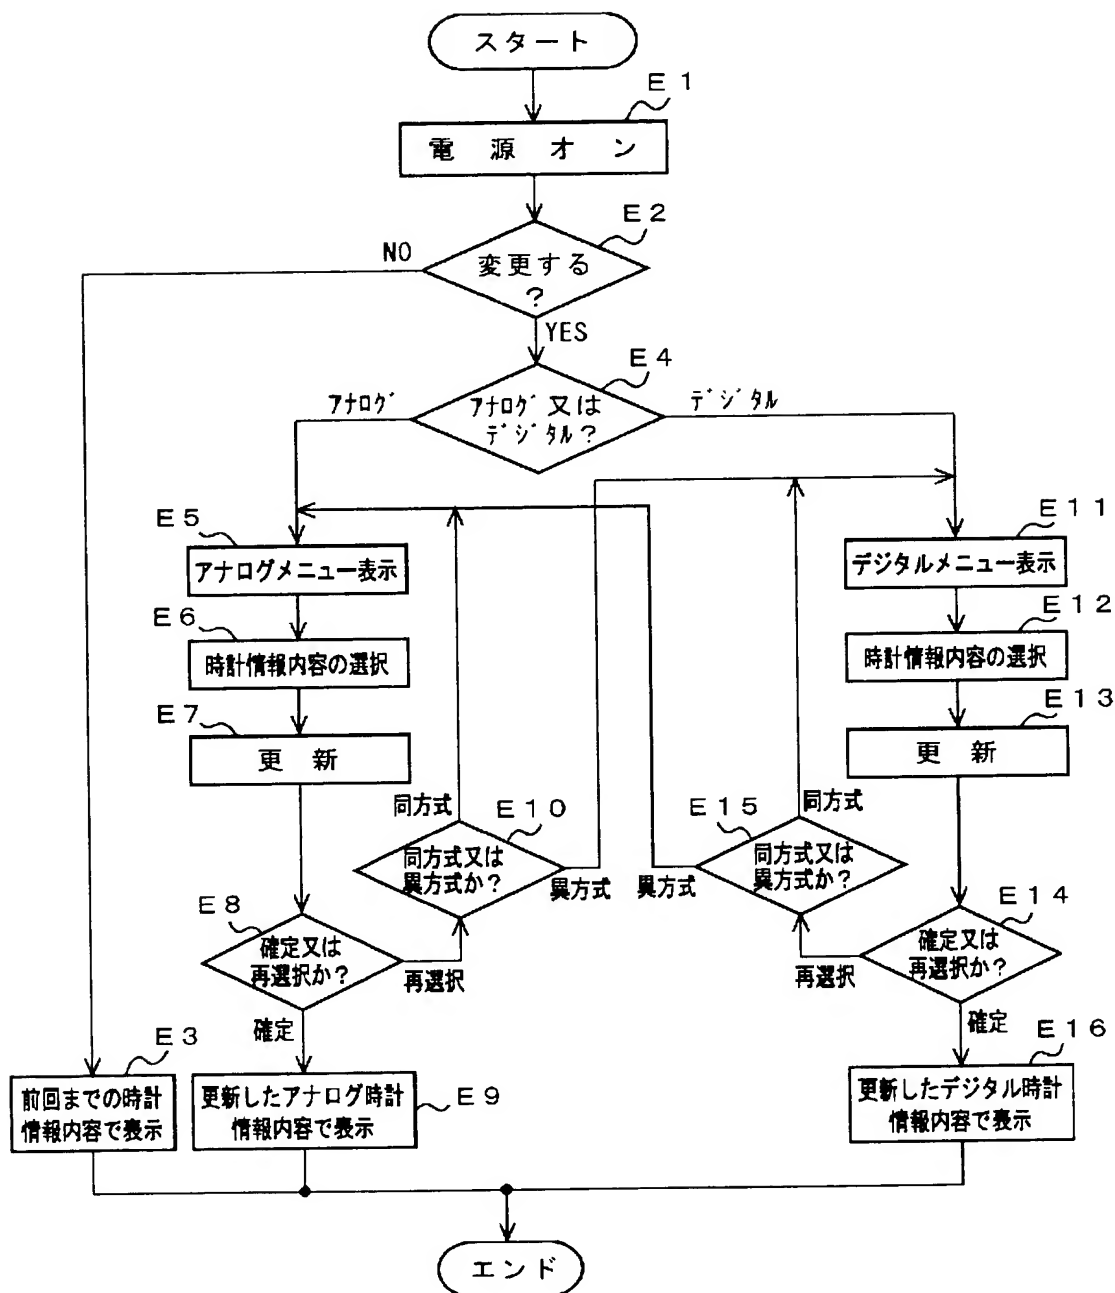 スタート
E1
電源オン
E2
NO
変更する
?
YES
E4
アナログ
アナログ又は
デジタル?
デジタル
E5
アナログメニュー表示
E11
デジタルメニュー表示
E6
時計情報内容の選択
E12
時計情報内容の選択
E7
更新
E13
更新
同方式
E10
同方式又は
異方式か?
異方式
E15
同方式
同方式又は
異方式か?
異方式
E8
確定又は
再選択か?
再選択
確定
E14
確定又は
再選択か?
再選択
確定
E3
前回までの時計
情報内容で表示
更新したアナログ時計
情報内容で表示
E9
E16
更新したデジタル時計
情報内容で表示
エンド